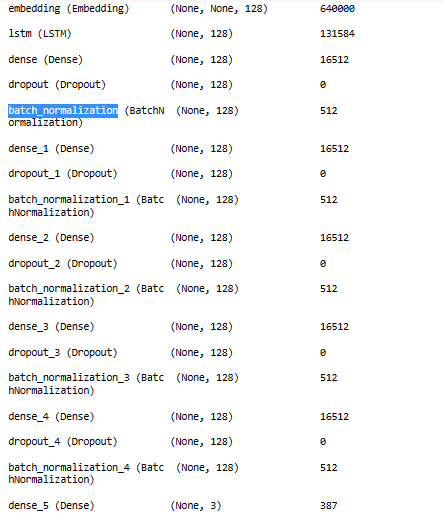 embedding (Embedding) (None, None, 128) 640000
lstm (LSTM) (None, 128) 131584
dense (Dense) (None, 128) 16512
dropout (Dropout) (None, 128) 0
batch_normalization (BatchN (None, 128) 512
ormalization)
dense_1 (Dense) (None, 128) 16512
dropout_1 (Dropout) (None, 128) 0
batch_normalization_1 (Batc (None, 128) 512
hNormalization)
dense_2 (Dense) (None, 128) 16512
dropout_2 (Dropout) (None, 128) 0
batch_normalization_2 (Batc (None, 128) 512
hNormalization)
dense_3 (Dense) (None, 128) 16512
dropout_3 (Dropout) (None, 128) 0
batch_normalization_3 (Batc (None, 128) 512
hNormalization)
dense_4 (Dense) (None, 128) 16512
dropout_4 (Dropout) (None, 128) 0
batch_normalization_4 (Batc (None, 128) 512
hNormalization)
dense_5 (Dense) (None, 3) 387